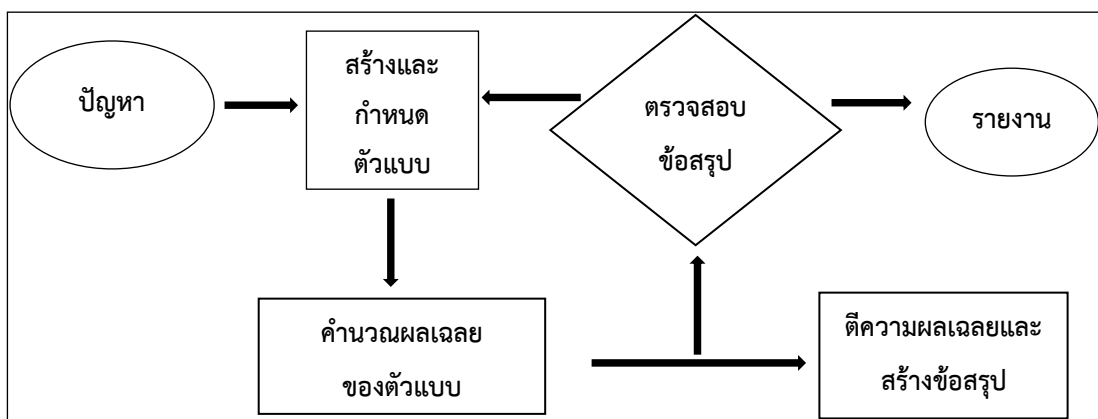 ปัญหา
สร้างและ
กำหนด
ตัวแบบ
ตรวจสอบ
ข้อสรุป
รายงาน
คำนวณผลเฉลย
ของตัวแบบ
ตีความผลเฉลยและ
สร้างข้อสรุป